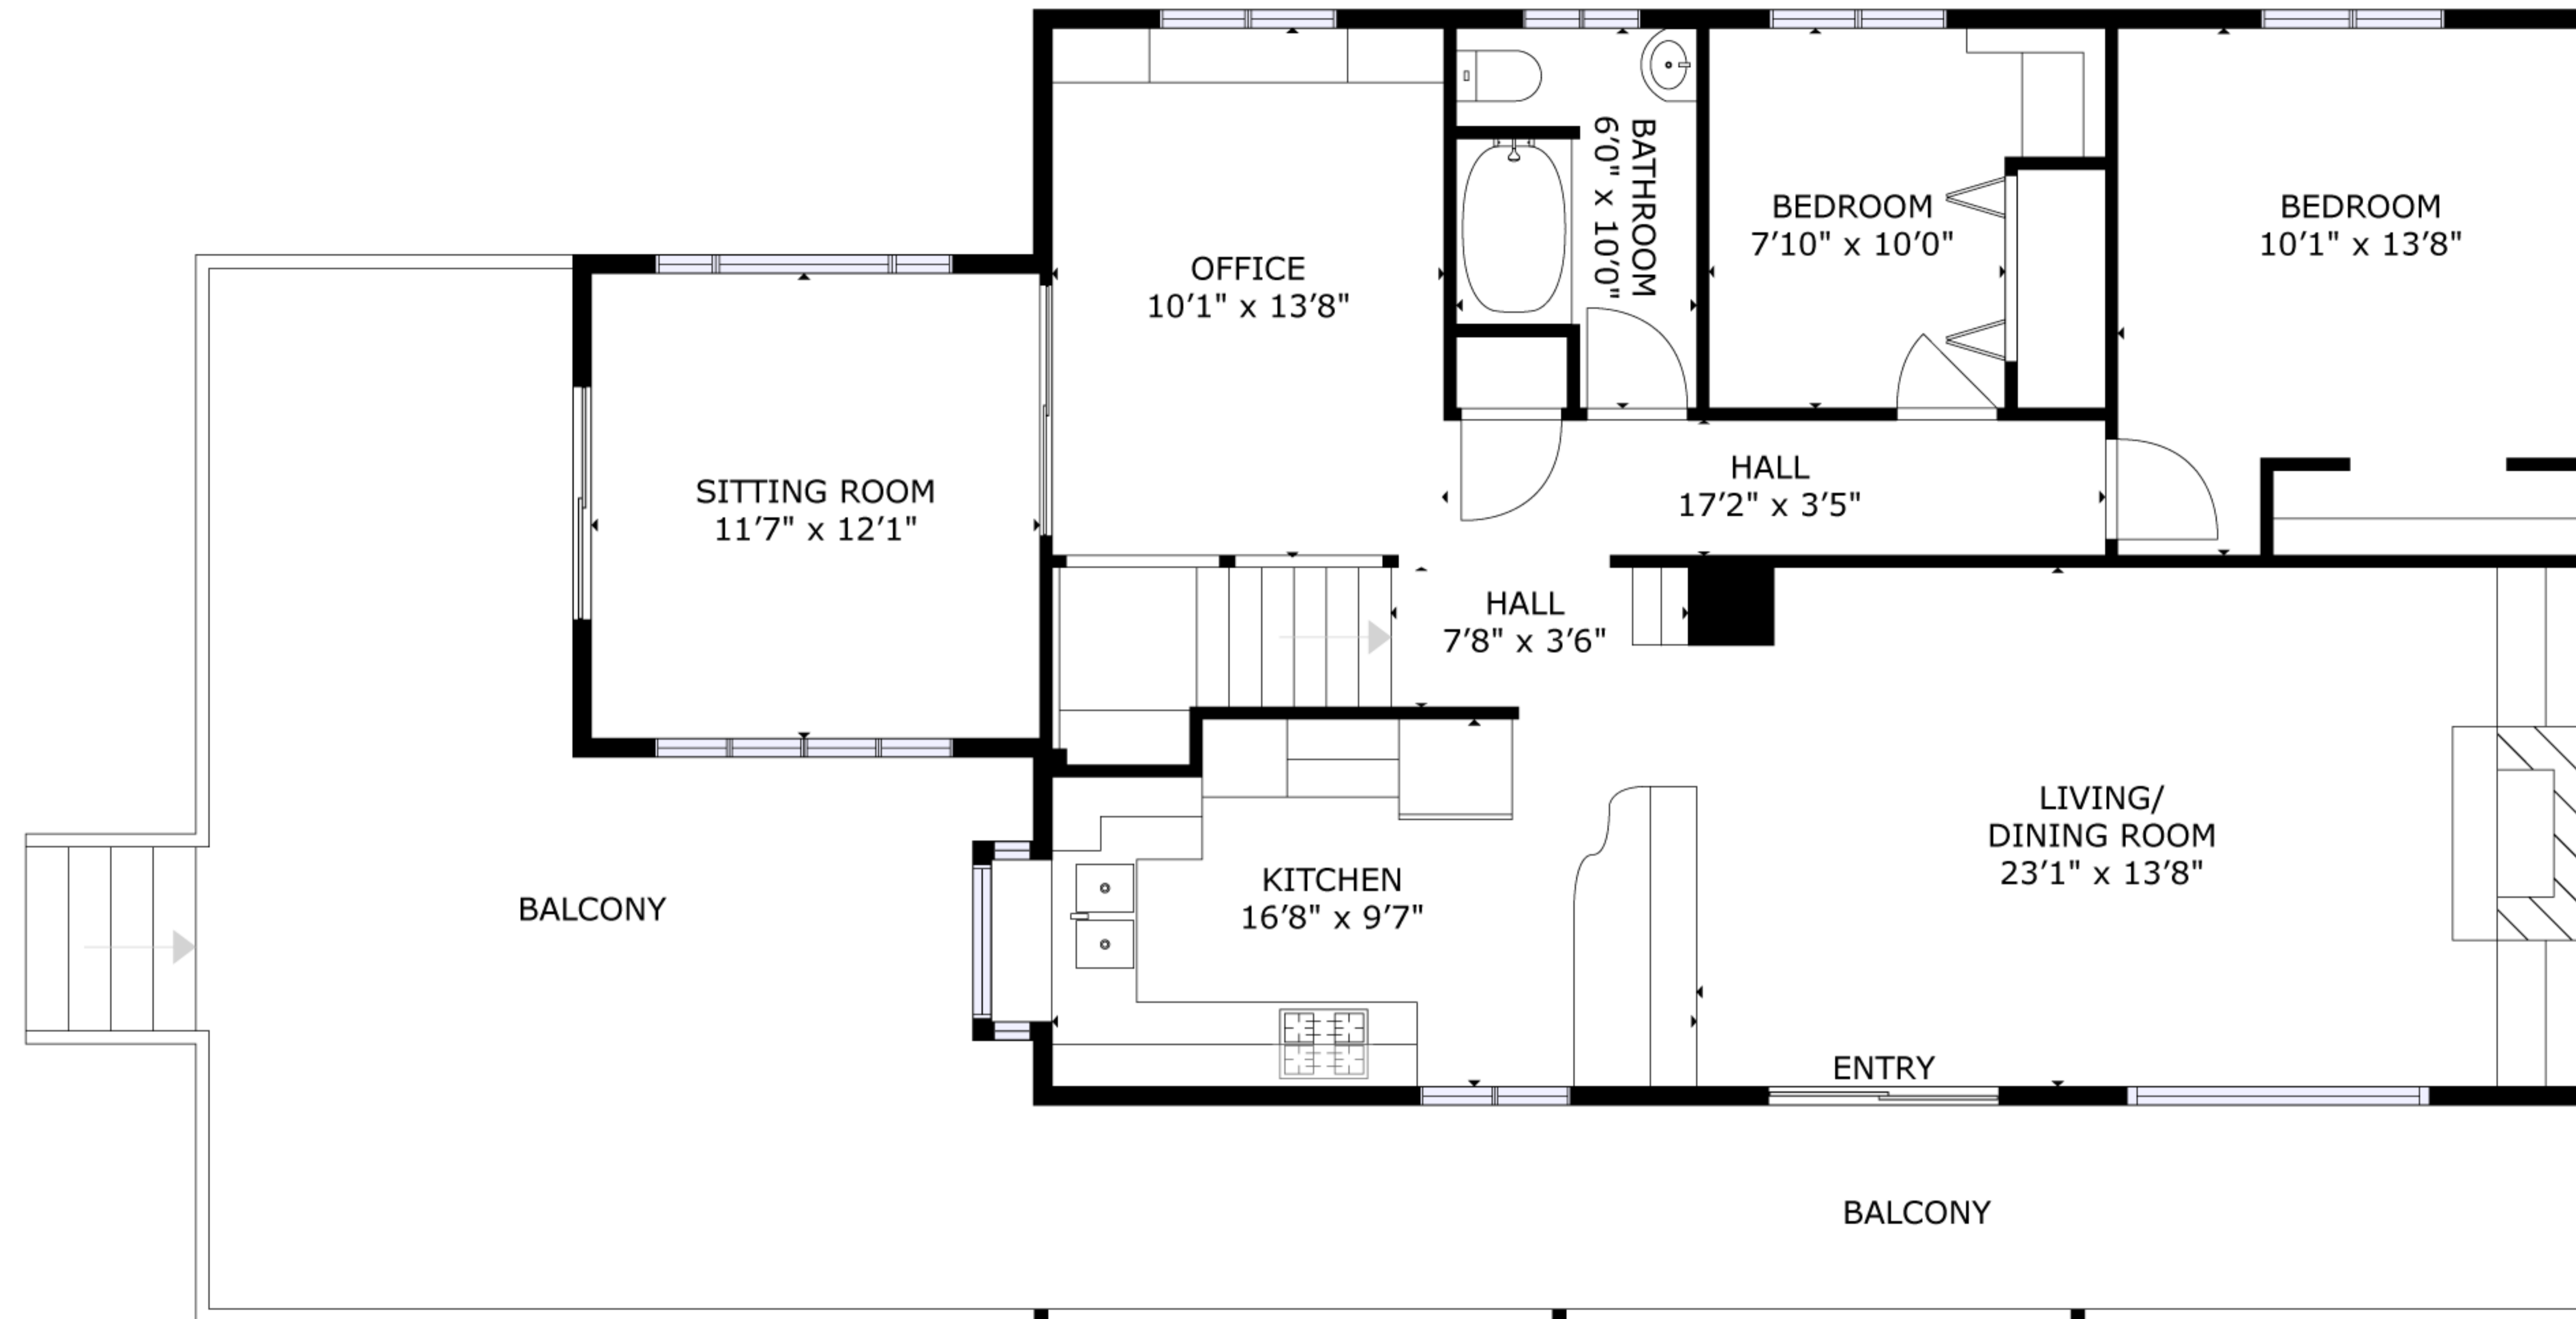 BATHROOM
6'0" x 10'0"
BEDROOM
7'10" x 10'0"
BEDROOM
10'1" x 13'8"
OFFICE
10'1" x 13'8"
SITTING ROOM
11'7" x 12'1"
HALL
17'2" x 3'5"
HALL
7'8" x 3'6"
LIVING/
DINING ROOM
23'1" x 13'8"
KITCHEN
16'8" x 9'7"
BALCONY
ENTRY
BALCONY